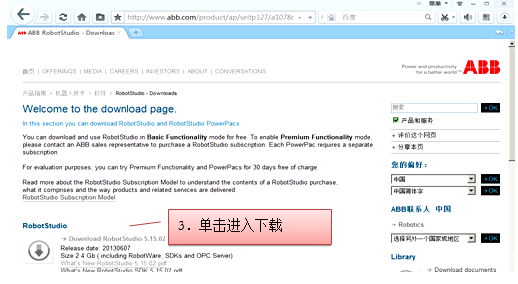 http://www.abb.com/product/ap/seitp327/a1078c
百度
菜单
ABB RobotStudio - Downloac
Power and productivity
for a better world™
ABB
首页 | OFFERINGS | MEDIA | CAREERS | INVESTORS | ABOUT | CONVERSATIONS
产品指南 › 机器人技术 › 软件 › RobotStudio - Downloads
Welcome to the download page.
In this section you can download RobotStudio and RobotStudio PowerPacs.
You can download and use RobotStudio in Basic Functionality mode for free. To enable Premium Functionality mode,
please contact an ABB sales representative to purchase a RobotStudio subscription. Each PowerPac requires a separate
subscription.
For evaluation purposes, you can try Premium Functionality and PowerPacs for 30 days free of charge
Read more about the RobotStudio Subscription Model to understand the contents of a RobotStudio purchase,
what it comprises and the way products and related services are delivered
RobotStudio Subscription Model
RobotStudio
→ Download RobotStudio 5.15.02
Release date 20130607
Size 2.4 Gb ( including RobotWare, SDKs and OPC Server)
What's New RobotStudio 5.15.02 pdf
What's New RobotStudio SDK 5.15.02 pdf
3. 单击进入下载
搜索
OK
产品和服务
+ 评价这个网页
+ 分享本页
您的偏好:
中国
OK
中国简体字
OK
ABB联系人 中国
→ Robotics
选择另外一个国家或地区
OK
Library
→ Download documents